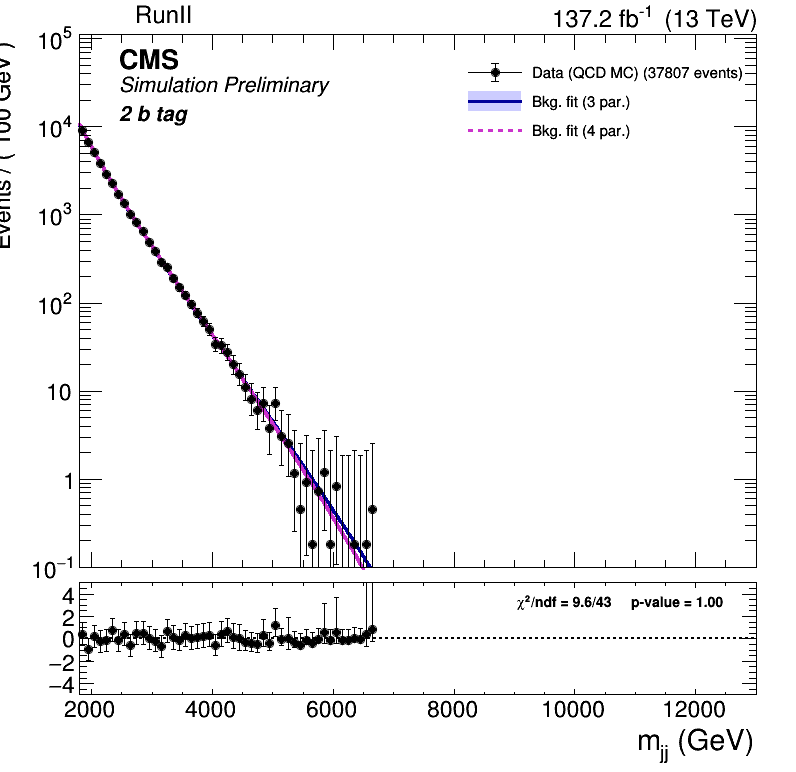 RunII 137.2 fb⁻¹ (13 TeV)
CMS
Simulation Preliminary
2 b tag
Data (QCD MC) (37807 events)
Bkg. fit (3 par.)
Bkg. fit (4 par.)
Events / ( 100 GeV )
10⁵
10⁴
10³
10²
10
1
10⁻¹
χ²/ndf = 9.6/43 p-value = 1.00
4
2
0
−2
−4
2000 4000 6000 8000 10000 12000
m_jj (GeV)